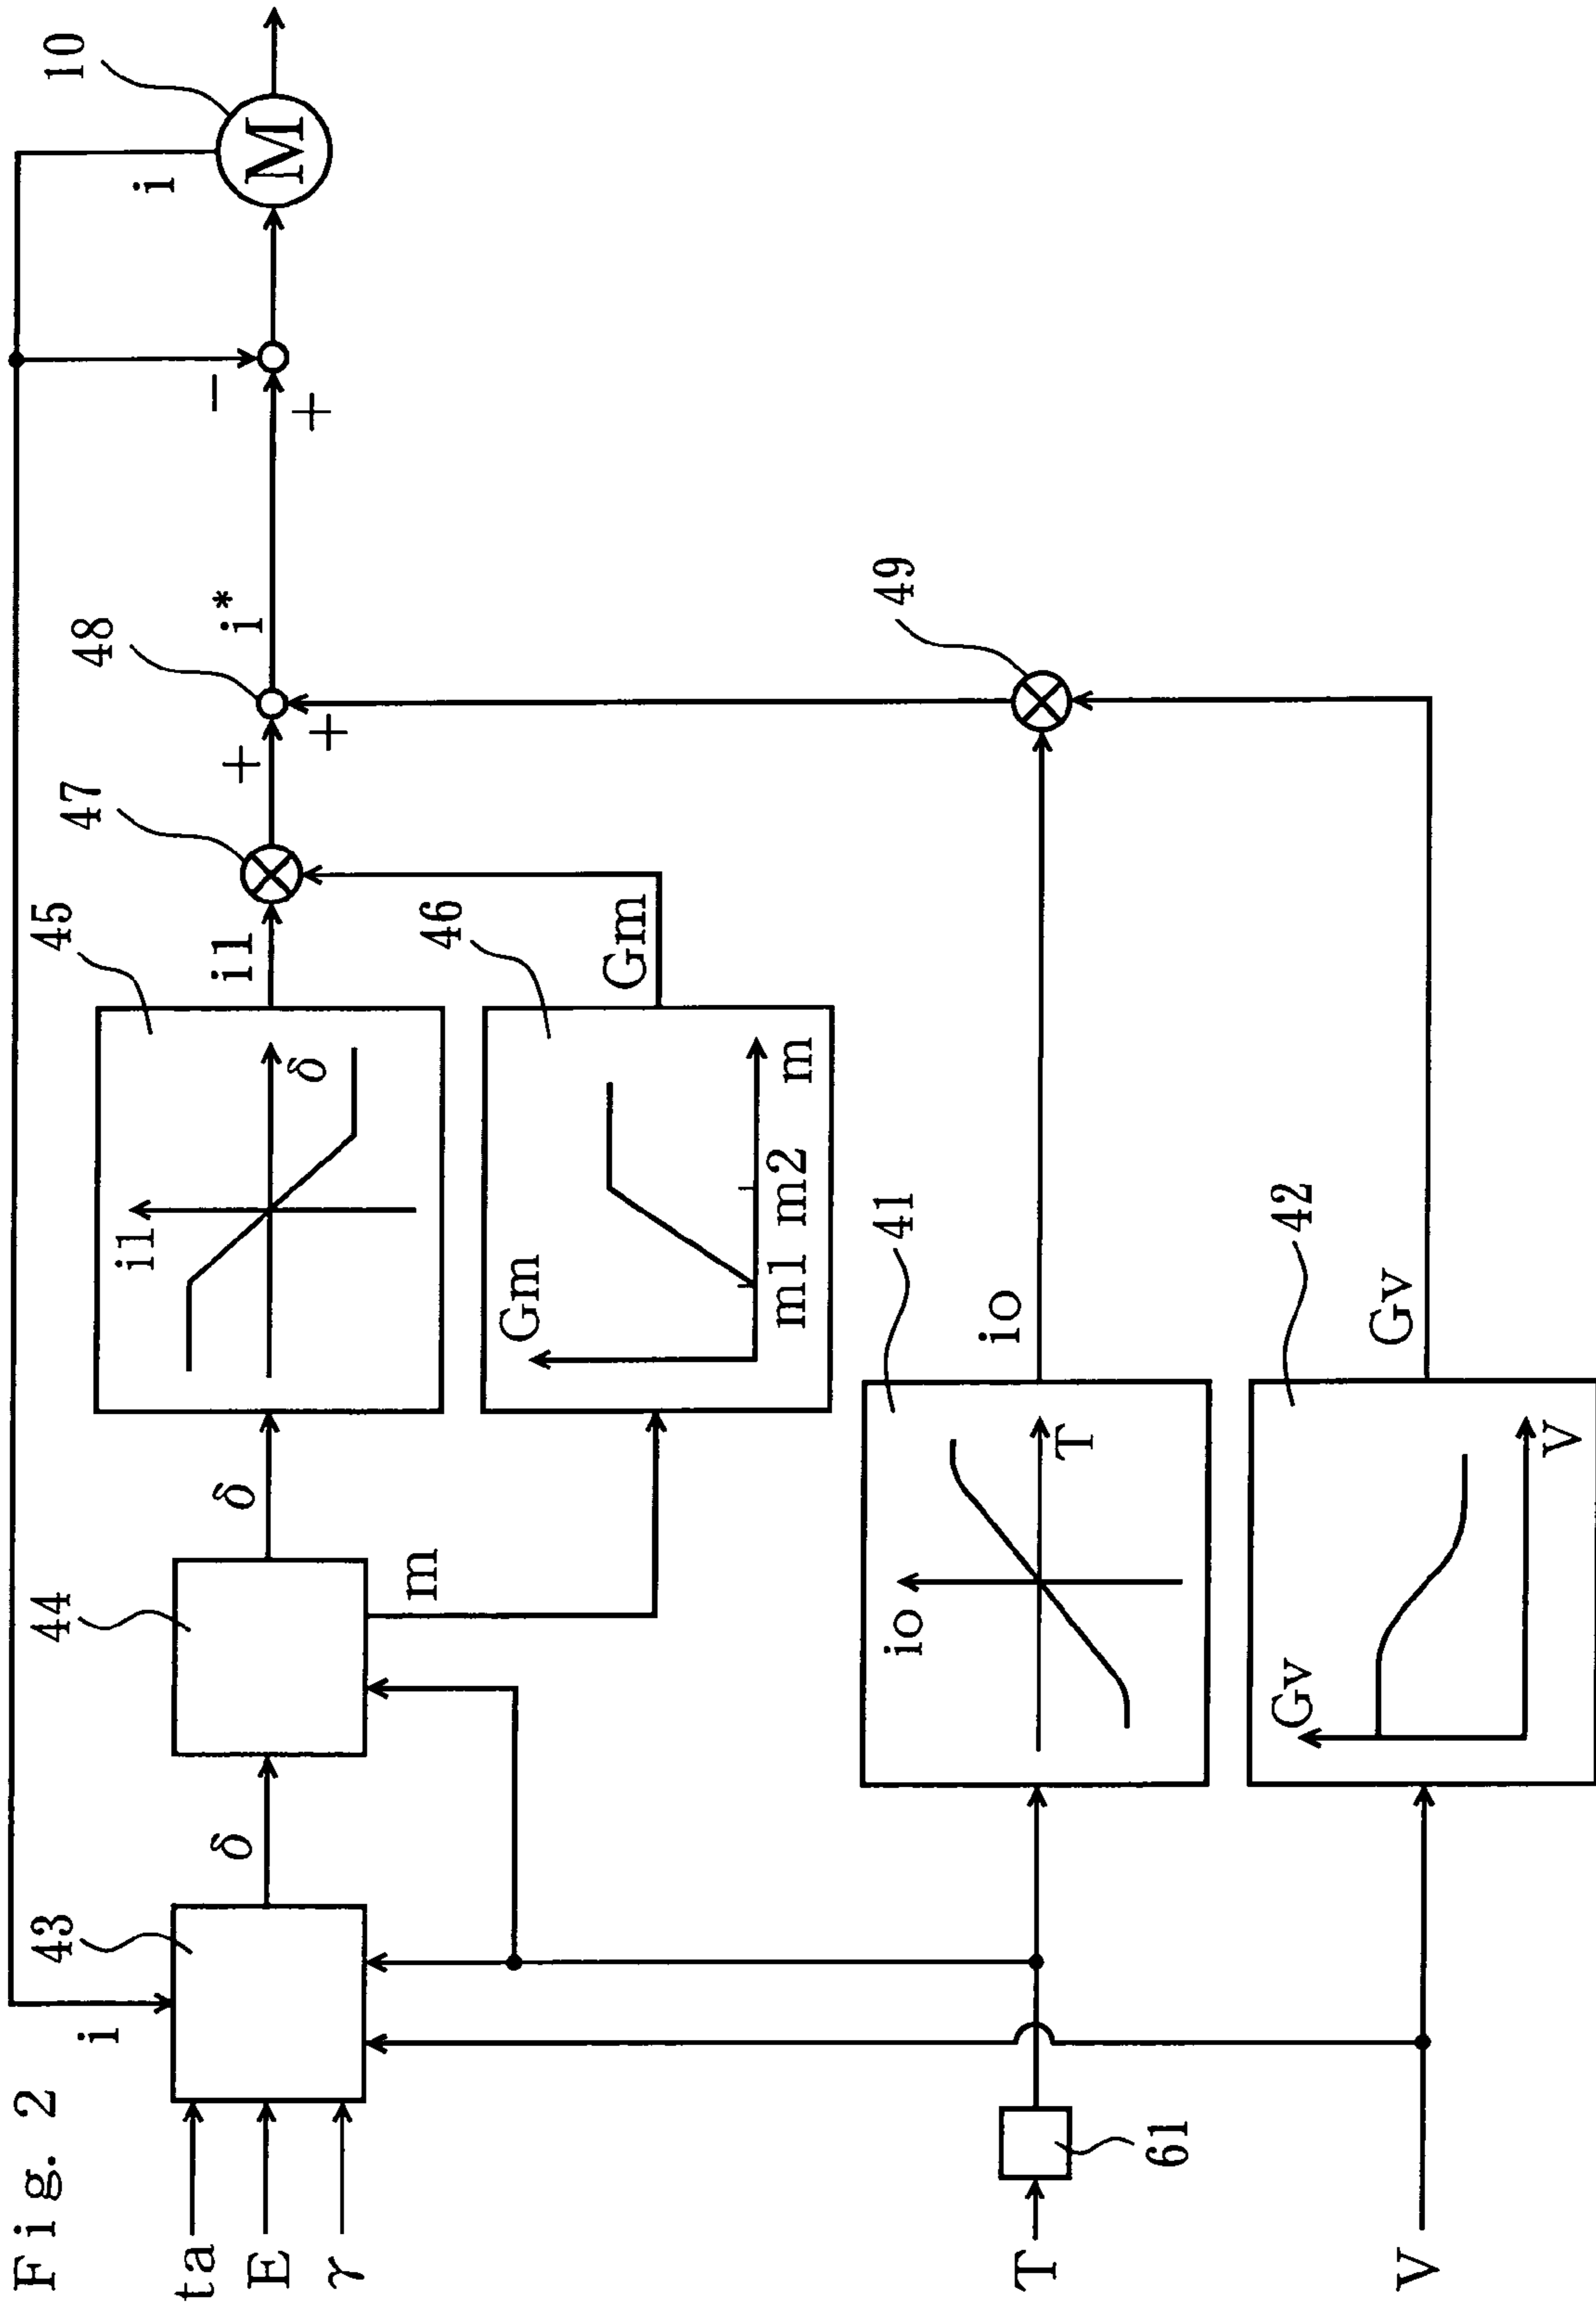 Fig. 2
ta
E
γ
i
43
δ
44
δ
m
45
i1
δ
i1
46
Gm
m1 m2
m
Gm
47
+
+
48
i*
+
−
i
M
10
T
61
41
io
T
io
49
V
42
Gv
V
Gv